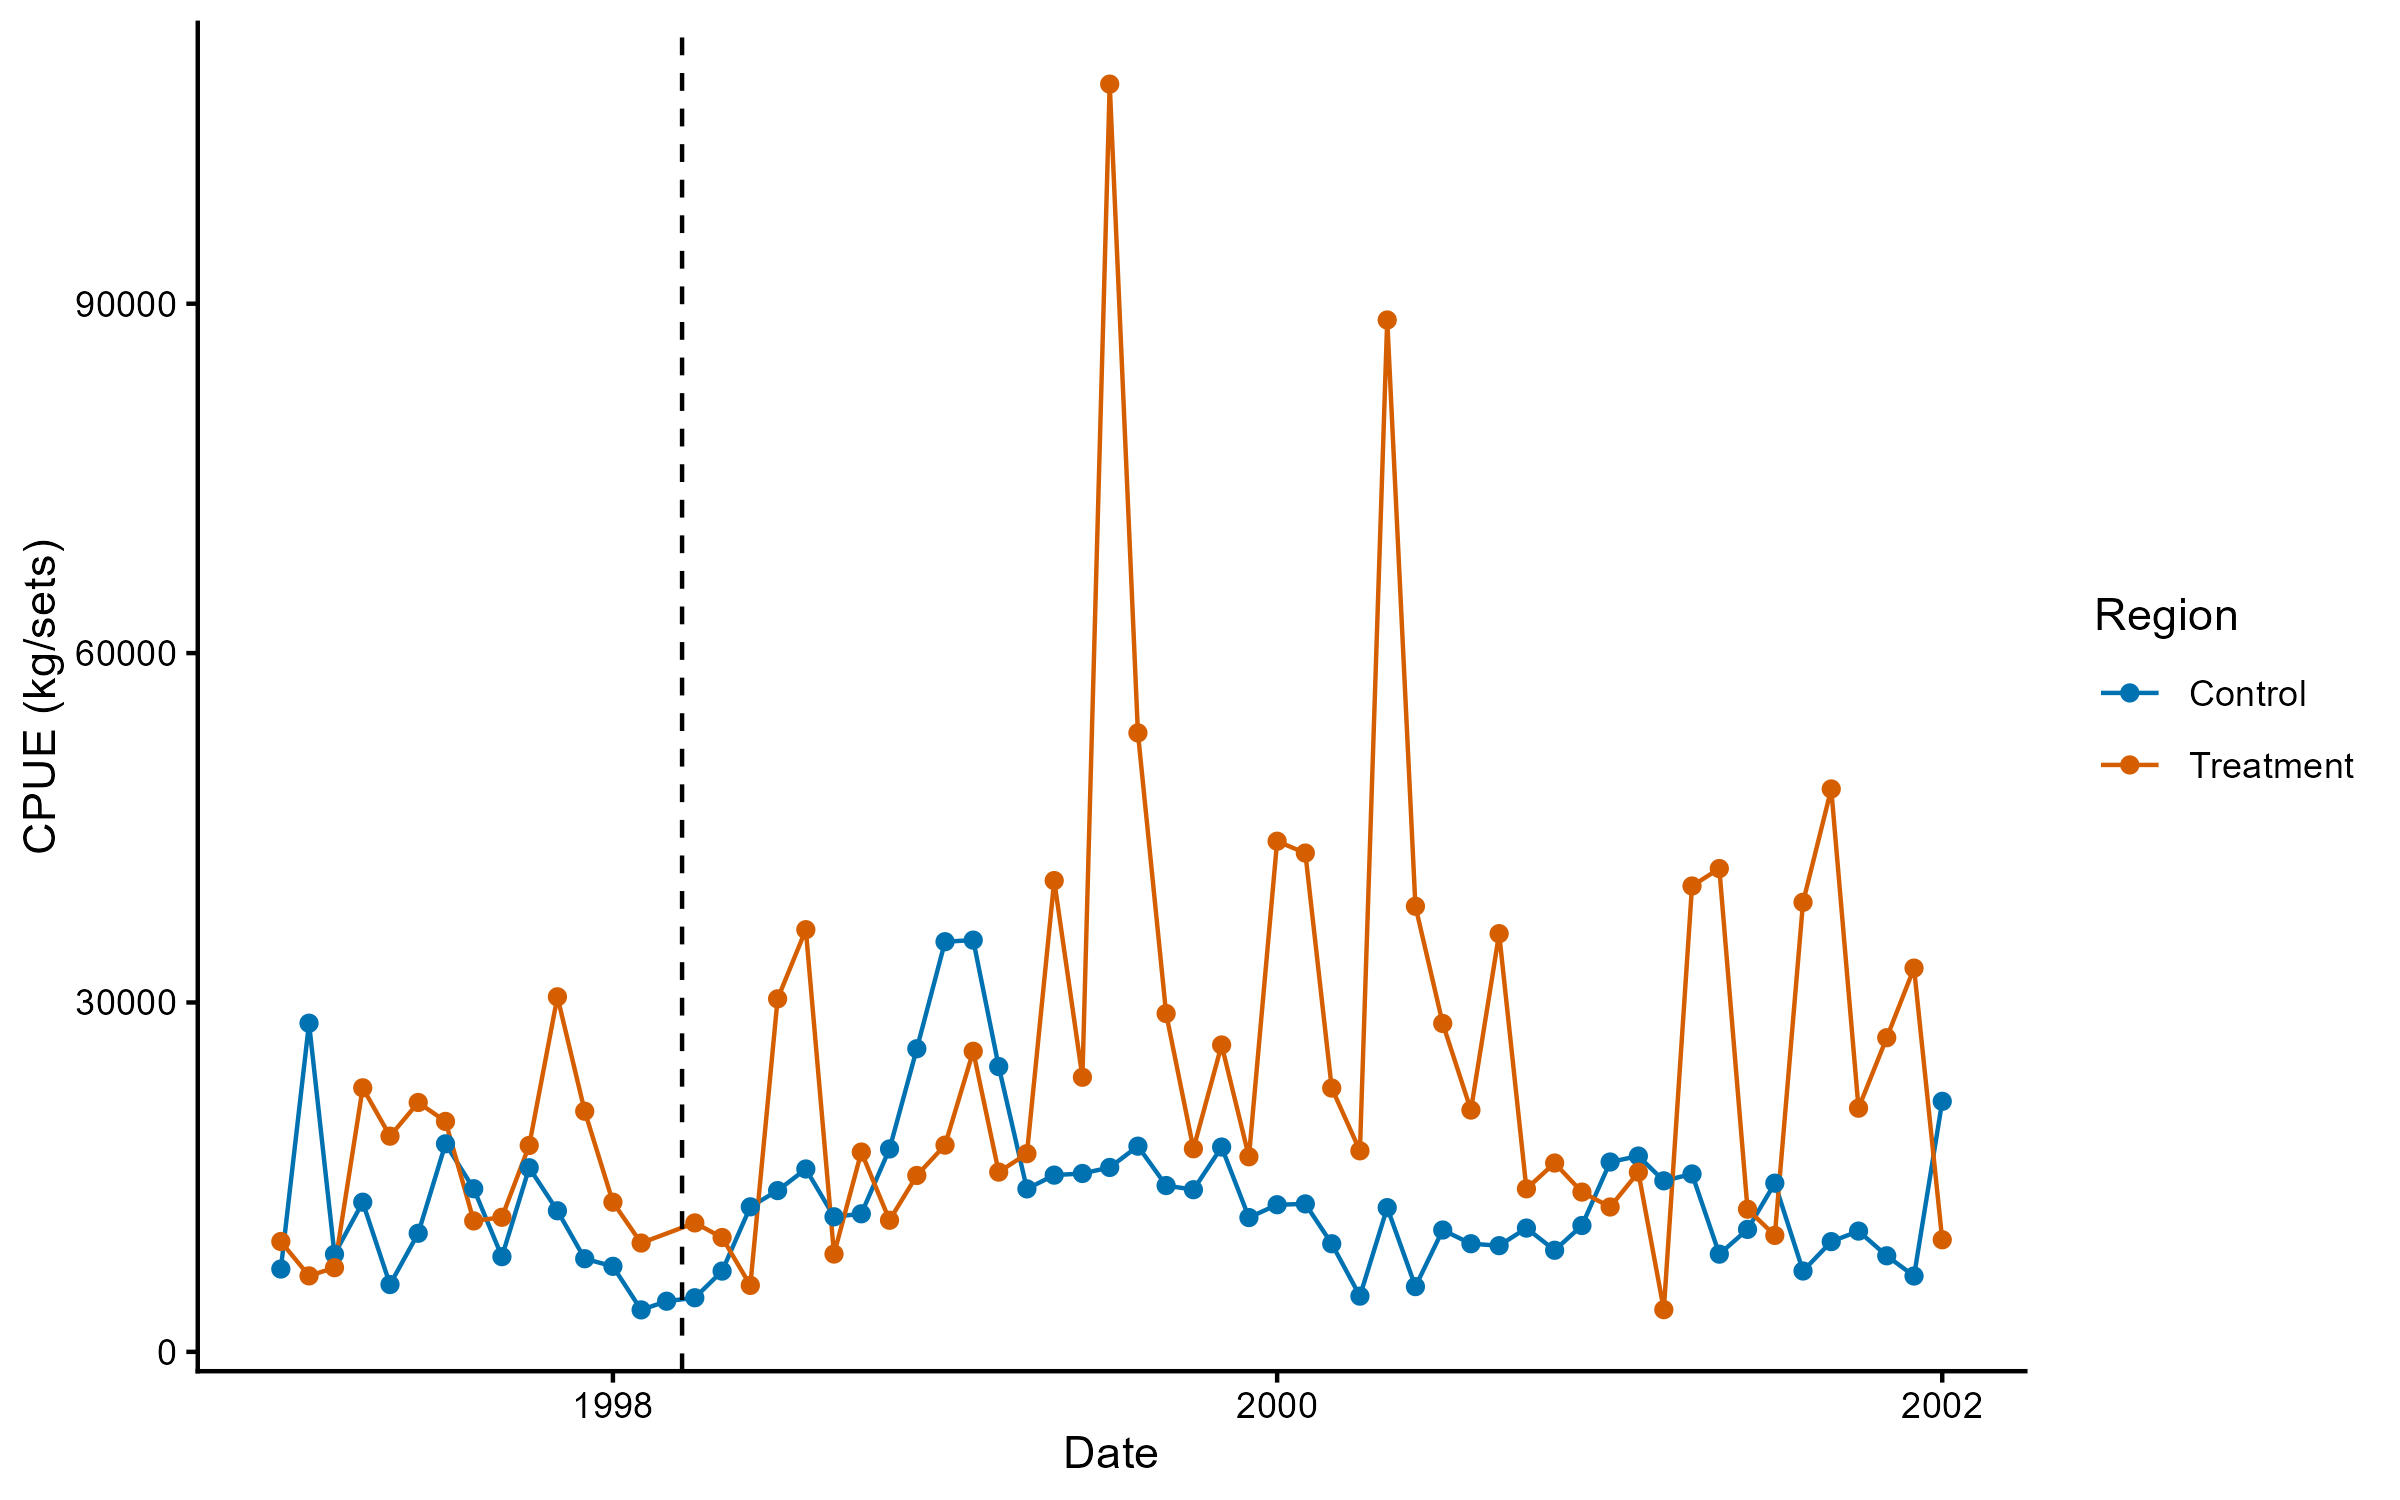 CPUE (kg/sets)
90000
60000
30000
0
1998
2000
2002
Date
Region
Control
Treatment